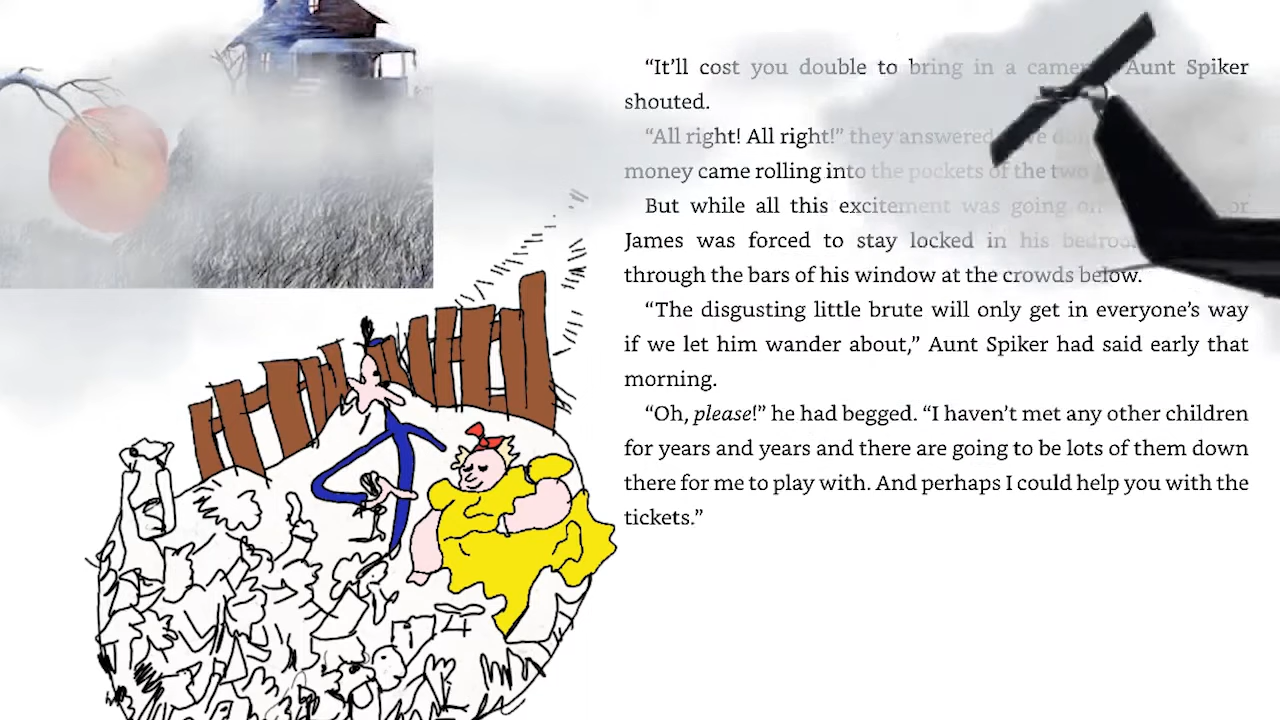 “It’ll cost you double to bring in a camera Aunt Spiker
shouted.
“All right! All right!” they answered.
money came rolling into the pockets of the two
But while all this excitement was going on
James was forced to stay locked in his bedroom
through the bars of his window at the crowds below.
“The disgusting little brute will only get in everyone’s way
if we let him wander about,” Aunt Spiker had said early that
morning.
“Oh, please!” he had begged. “I haven’t met any other children
for years and years and there are going to be lots of them down
there for me to play with. And perhaps I could help you with the
tickets.”